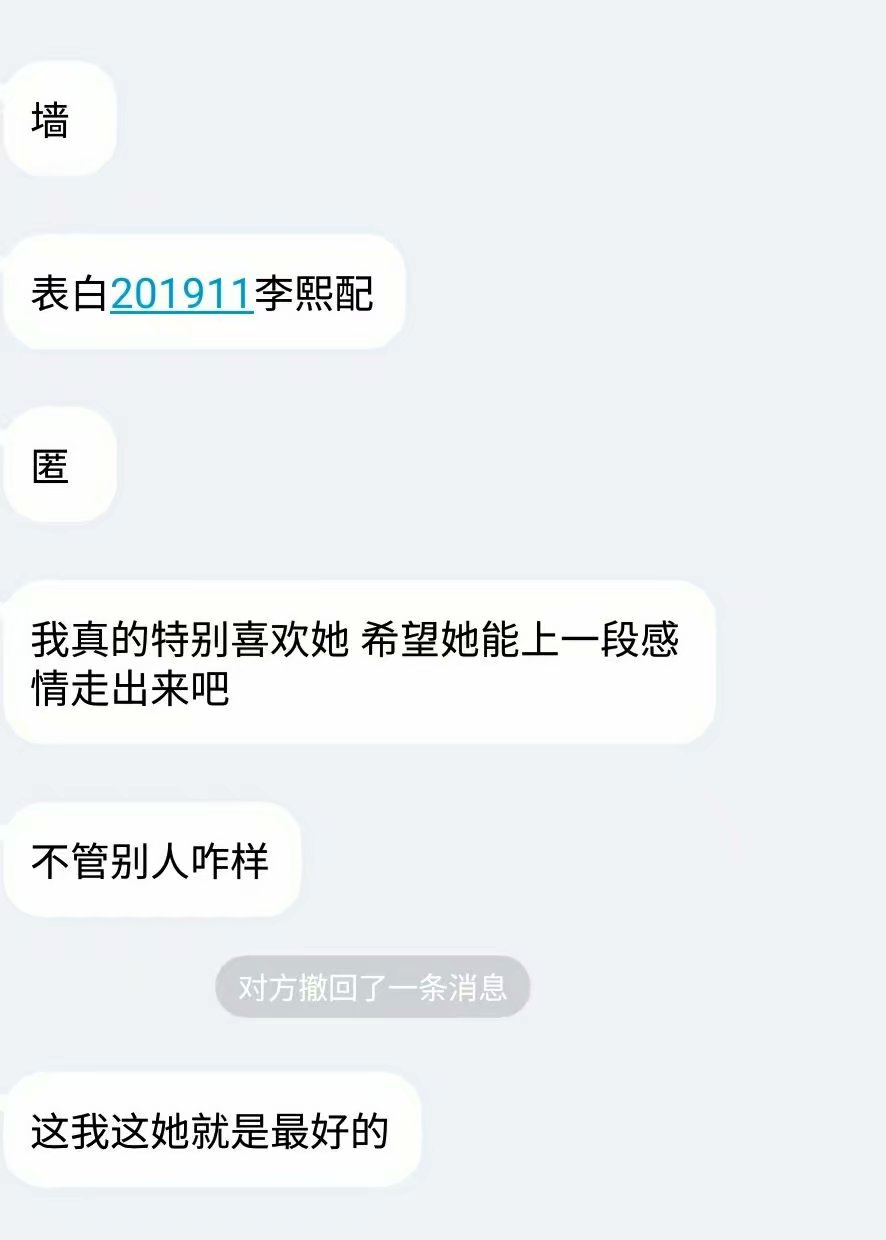 墙
表白201911李熙配
匿
我真的特别喜欢她 希望她能上一段感
情走出来吧
不管别人咋样
对方撤回了一条消息
这我这她就是最好的